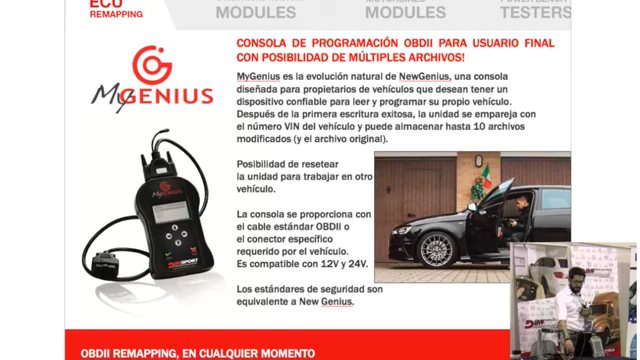 ECU
REMAPPING
MODULES
MODULES
TESTERS
CONSOLA DE PROGRAMACIÓN OBDII PARA USUARIO FINAL
CON POSIBILIDAD DE MÚLTIPLES ARCHIVOS!
MyGENIUS
MyGenius es la evolución natural de NewGenius, una consola
diseñada para propietarios de vehículos que desean tener un
dispositivo confiable para leer y programar su propio vehículo.
Después de la primera escritura exitosa, la unidad se empareja con
el número VIN del vehículo y puede almacenar hasta 10 archivos
modificados (y el archivo original).
Posibilidad de resetear
la unidad para trabajar en otro
vehículo.
La consola se proporciona con
el cable estándar OBDII o
el conector específico
requerido por el vehículo.
Es compatible con 12V y 24V.
Los estándares de seguridad son
equivalente a New Genius.
MyGENIUS
DIMSPORT
OBDII REMAPPING, EN CUALQUIER MOMENTO